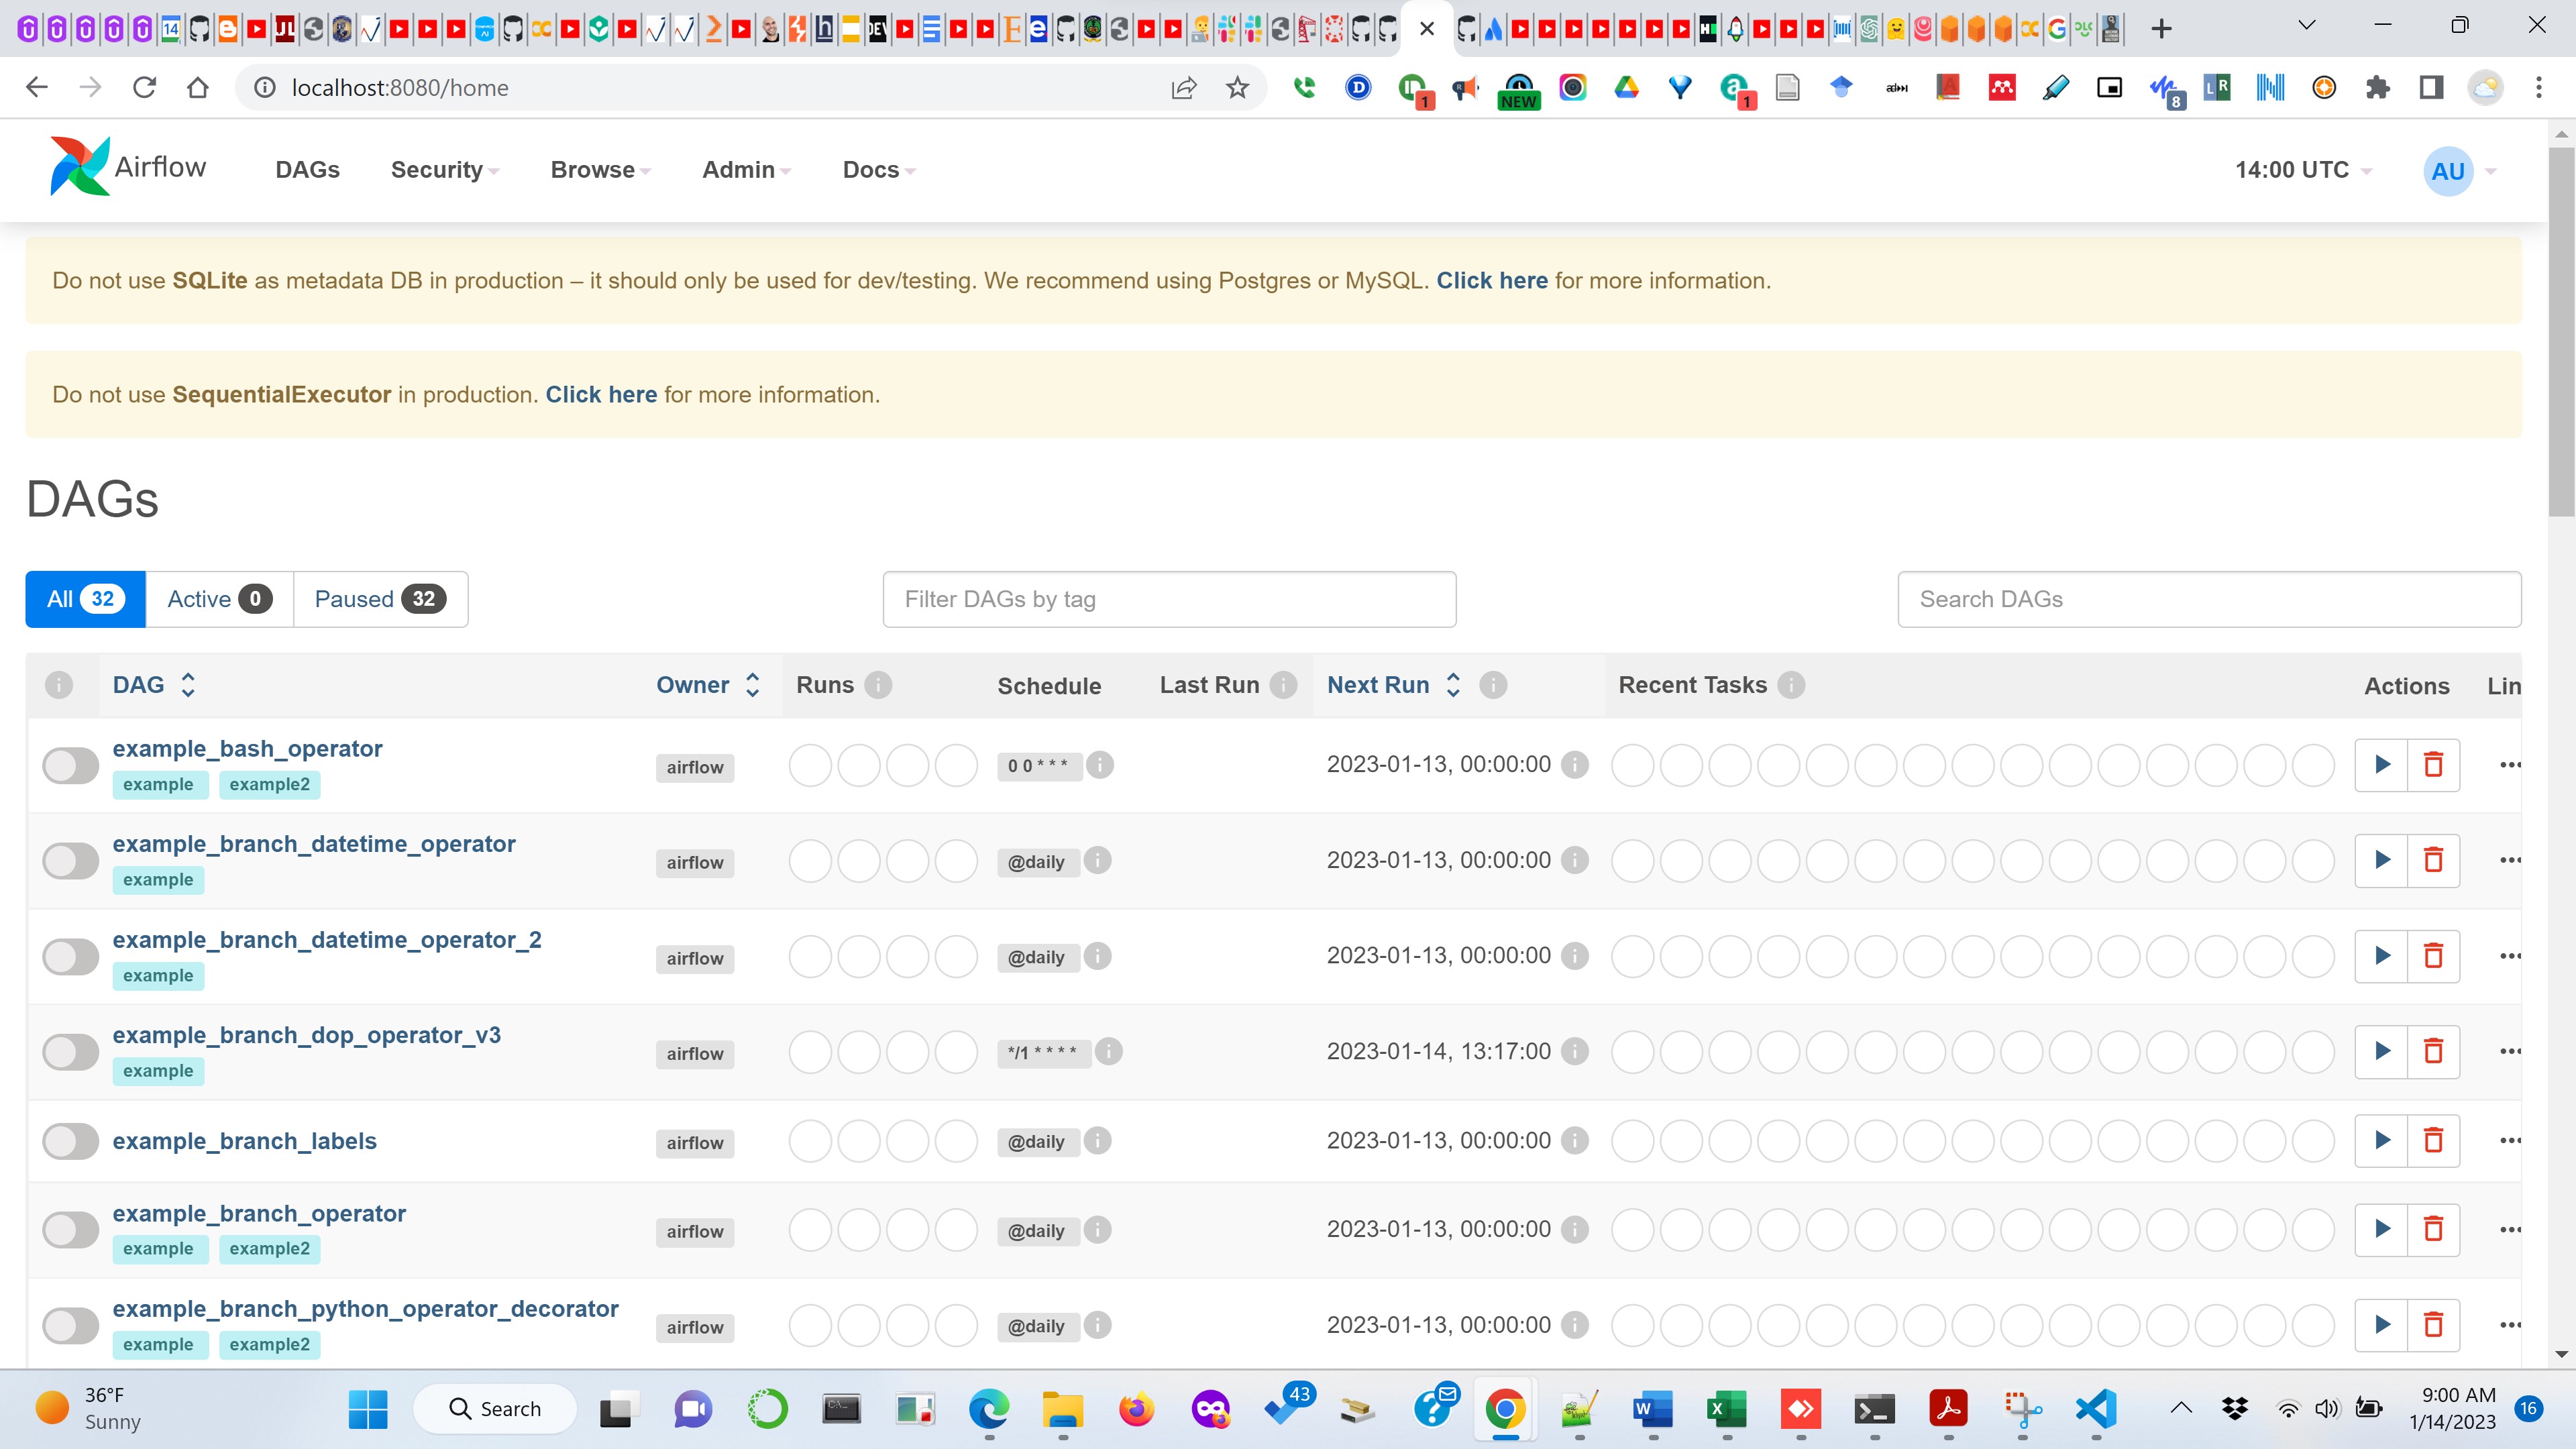 localhost:8080/home
1
NEW
1
8
Airflow
DAGs
Security
Browse
Admin
Docs
14:00 UTC
AU
Do not use SQLite as metadata DB in production – it should only be used for dev/testing. We recommend using Postgres or MySQL. Click here for more information.
Do not use SequentialExecutor in production. Click here for more information.
DAGs
All 32
Active 0
Paused 32
Filter DAGs by tag
Search DAGs
DAG Owner Runs Schedule Last Run Next Run Recent Tasks Actions Lin
example_bash_operator
example example2
airflow
0 0 * * *
2023-01-13, 00:00:00
example_branch_datetime_operator
example
airflow
@daily
2023-01-13, 00:00:00
example_branch_datetime_operator_2
example
airflow
@daily
2023-01-13, 00:00:00
example_branch_dop_operator_v3
example
airflow
*/1 * * * *
2023-01-14, 13:17:00
example_branch_labels
airflow
@daily
2023-01-13, 00:00:00
example_branch_operator
example example2
airflow
@daily
2023-01-13, 00:00:00
example_branch_python_operator_decorator
example example2
airflow
@daily
2023-01-13, 00:00:00
36°F
Sunny
Search
43
9:00 AM
1/14/2023
16